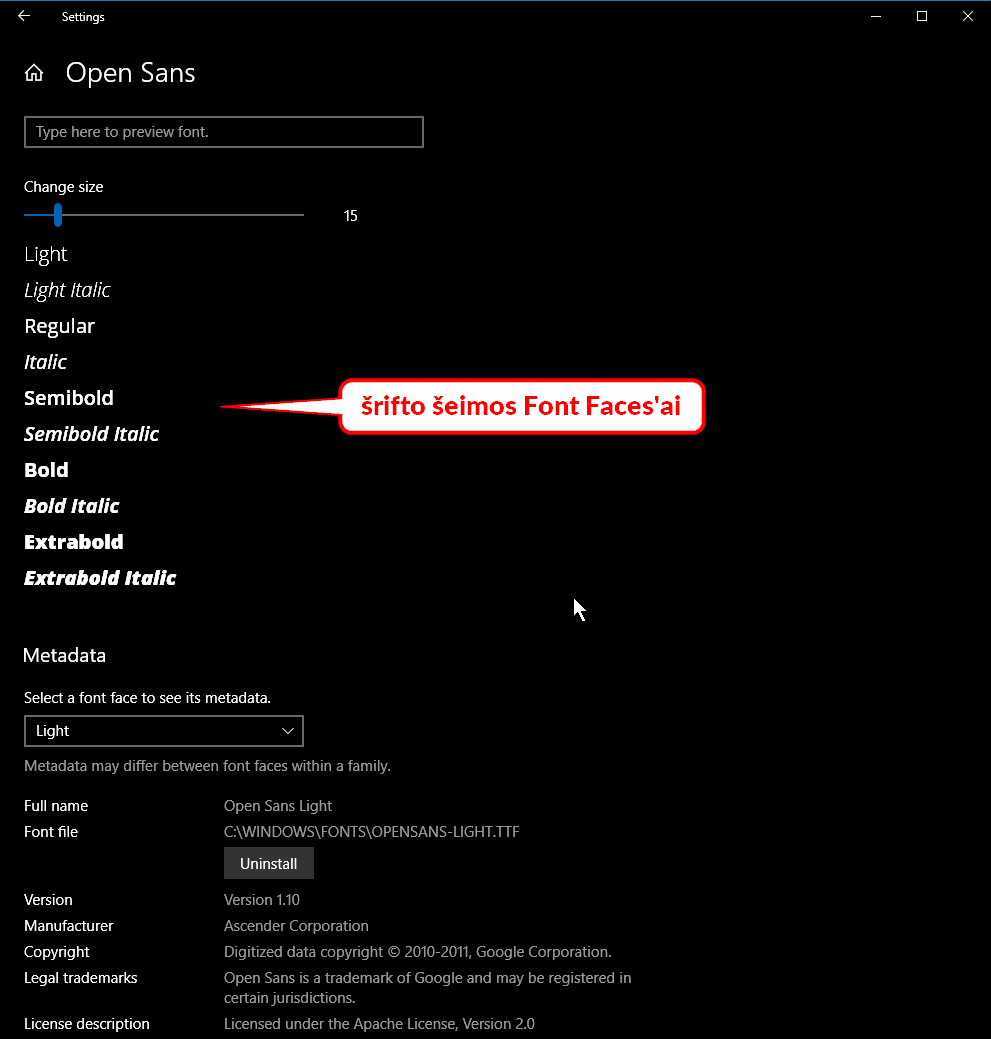 Settings
Open Sans
Type here to preview font.
Change size
15
Light
Light Italic
Regular
Italic
Semibold
šrifto šeimos Font Faces'ai
Semibold Italic
Bold
Bold Italic
Extrabold
Extrabold Italic
Metadata
Select a font face to see its metadata.
Light
Metadata may differ between font faces within a family.
Full name Open Sans Light
Font file C:\WINDOWS\FONTS\OPENSANS-LIGHT.TTF
Uninstall
Version Version 1.10
Manufacturer Ascender Corporation
Copyright Digitized data copyright © 2010-2011, Google Corporation.
Legal trademarks Open Sans is a trademark of Google and may be registered in
certain jurisdictions.
License description Licensed under the Apache License, Version 2.0